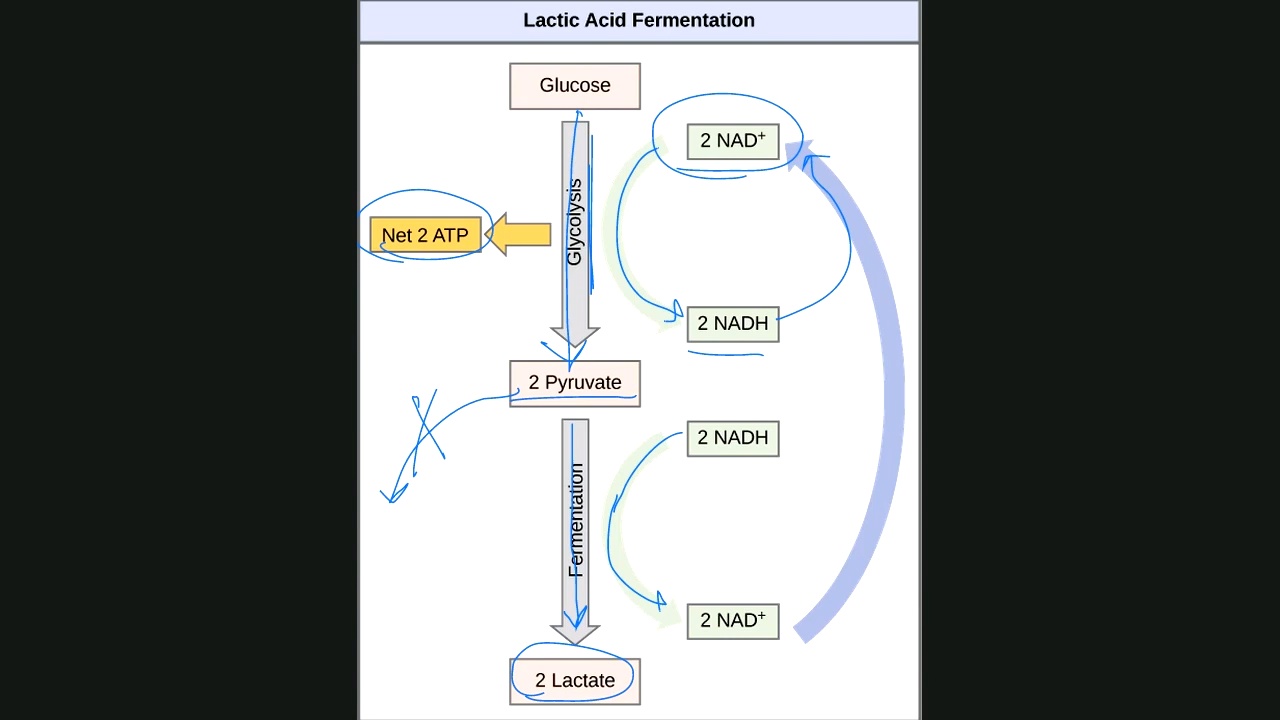 Lactic Acid Fermentation
Glucose
2 NAD+
Glycolysis
Net 2 ATP
2 NADH
2 Pyruvate
2 NADH
Fermentation
2 NAD+
2 Lactate